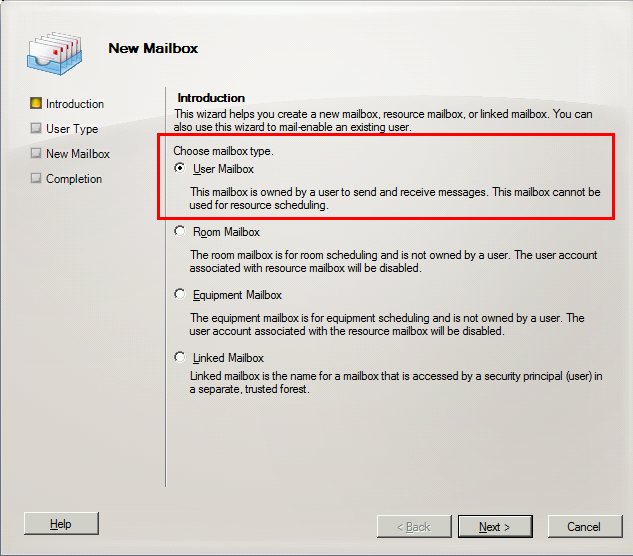 New Mailbox
Introduction
User Type
New Mailbox
Completion
Introduction
This wizard helps you create a new mailbox, resource mailbox, or linked mailbox. You can
also use this wizard to mail-enable an existing user.
Choose mailbox type.
User Mailbox
This mailbox is owned by a user to send and receive messages. This mailbox cannot be
used for resource scheduling.
Room Mailbox
The room mailbox is for room scheduling and is not owned by a user. The user account
associated with resource mailbox will be disabled.
Equipment Mailbox
The equipment mailbox is for equipment scheduling and is not owned by a user. The
user account associated with the resource mailbox will be disabled.
Linked Mailbox
Linked mailbox is the name for a mailbox that is accessed by a security principal (user) in
a separate, trusted forest.
Help
< Back
Next >
Cancel